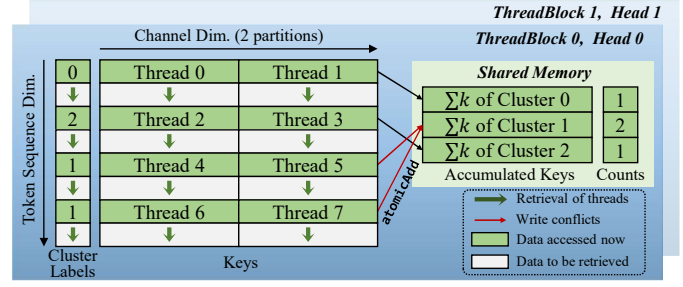 ThreadBlock 1, Head 1
ThreadBlock 0, Head 0
Channel Dim. (2 partitions)
Token Sequence Dim.
0 Thread 0 Thread 1
2 Thread 2 Thread 3
1 Thread 4 Thread 5
1 Thread 6 Thread 7
Cluster Labels
Keys
Shared Memory
∑k of Cluster 0 1
∑k of Cluster 1 2
∑k of Cluster 2 1
Accumulated Keys Counts
atomicAdd
Retrieval of threads
Write conflicts
Data accessed now
Data to be retrieved